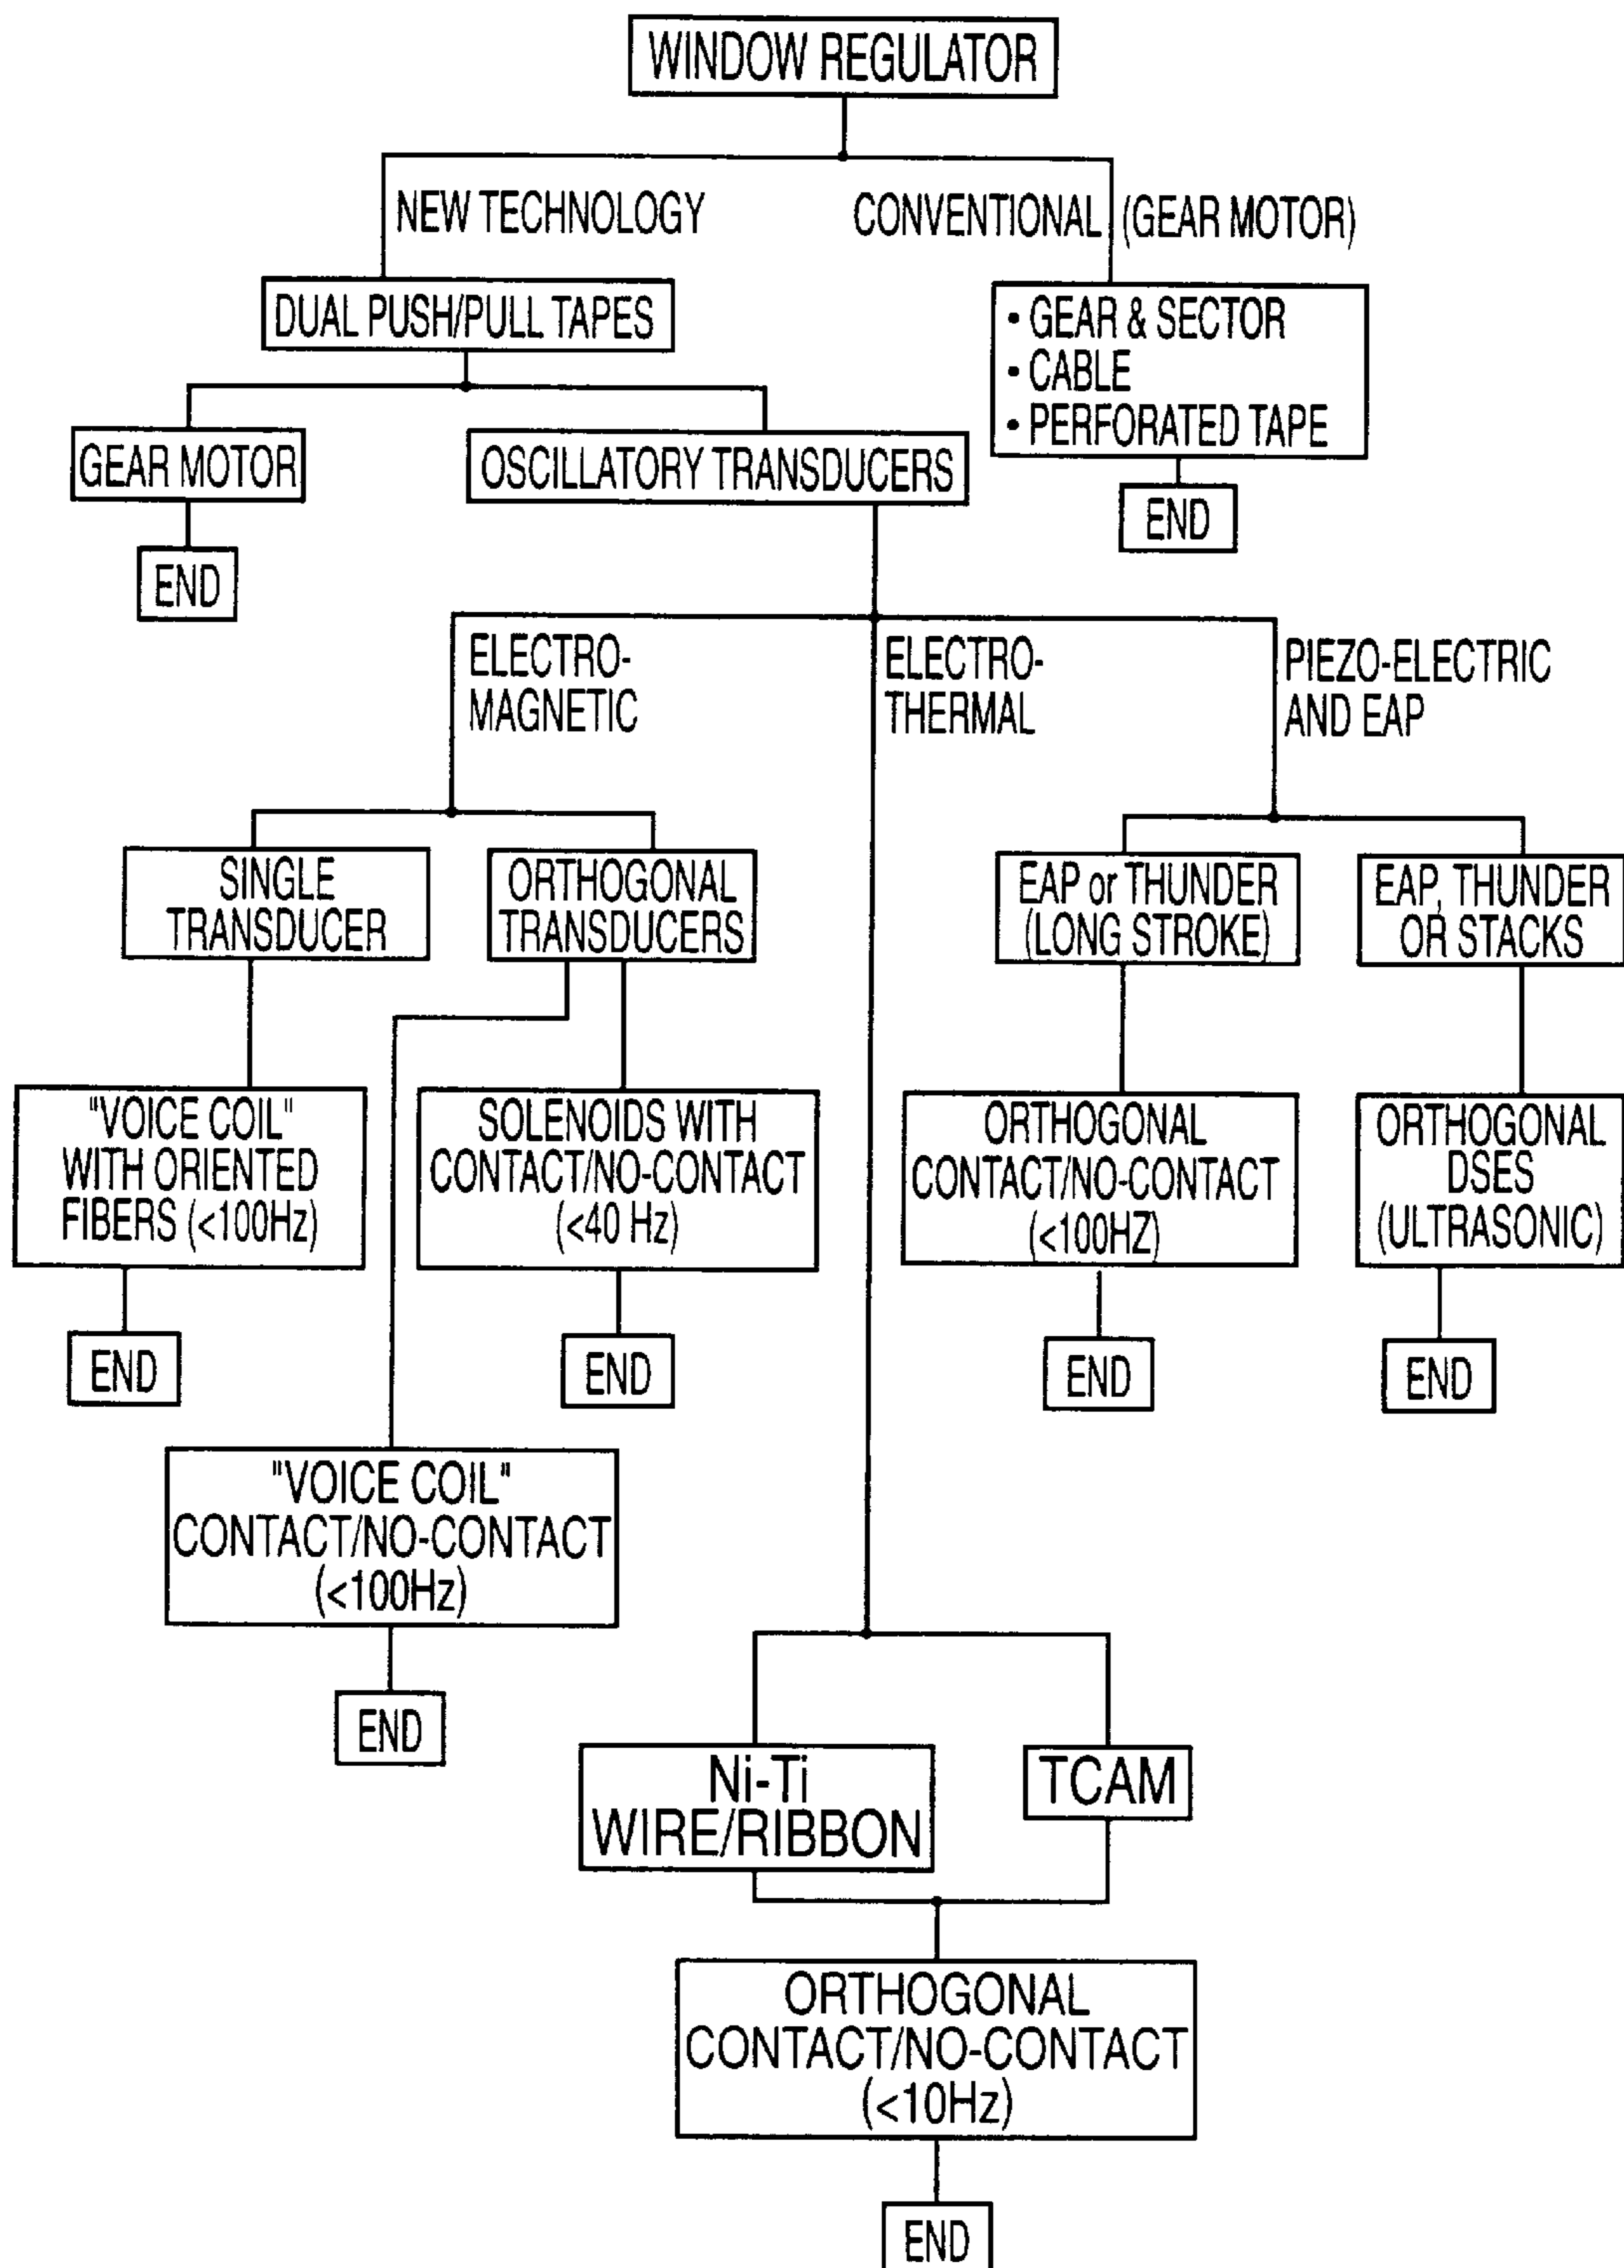 WINDOW REGULATOR
NEW TECHNOLOGY
CONVENTIONAL (GEAR MOTOR)
DUAL PUSH/PULL TAPES
• GEAR & SECTOR
• CABLE
• PERFORATED TAPE
GEAR MOTOR
OSCILLATORY TRANSDUCERS
END
END
ELECTRO-
MAGNETIC
ELECTRO-
THERMAL
PIEZO-ELECTRIC
AND EAP
SINGLE
TRANSDUCER
ORTHOGONAL
TRANSDUCERS
EAP or THUNDER
(LONG STROKE)
EAP, THUNDER
OR STACKS
"VOICE COIL"
WITH ORIENTED
FIBERS (<100Hz)
SOLENOIDS WITH
CONTACT/NO-CONTACT
(<40 Hz)
ORTHOGONAL
CONTACT/NO-CONTACT
(<100HZ)
ORTHOGONAL
DSES
(ULTRASONIC)
END
END
END
END
"VOICE COIL"
CONTACT/NO-CONTACT
(<100Hz)
END
Ni-Ti
WIRE/RIBBON
TCAM
ORTHOGONAL
CONTACT/NO-CONTACT
(<10Hz)
END